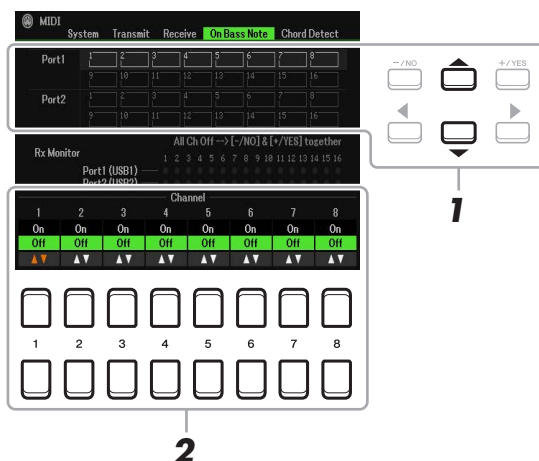 MIDI
System Transmit Receive On Bass Note Chord Detect
Port1 1 2 3 4 5 6 7 8
9 10 11 12 13 14 15 16
Port2 1 2 3 4 5 6 7 8
9 10 11 12 13 14 15 16
-/NO +/YES
All Ch Off --> [-/NO] & [+/YES] together
Rx Monitor 1 2 3 4 5 6 7 8 9 10 11 12 13 14 15 16
Port1 (USB1)
Port2 (USB2)
1
Channel
1 2 3 4 5 6 7 8
On On On On On On On On
Off Off Off Off Off Off Off Off
1 2 3 4 5 6 7 8
2